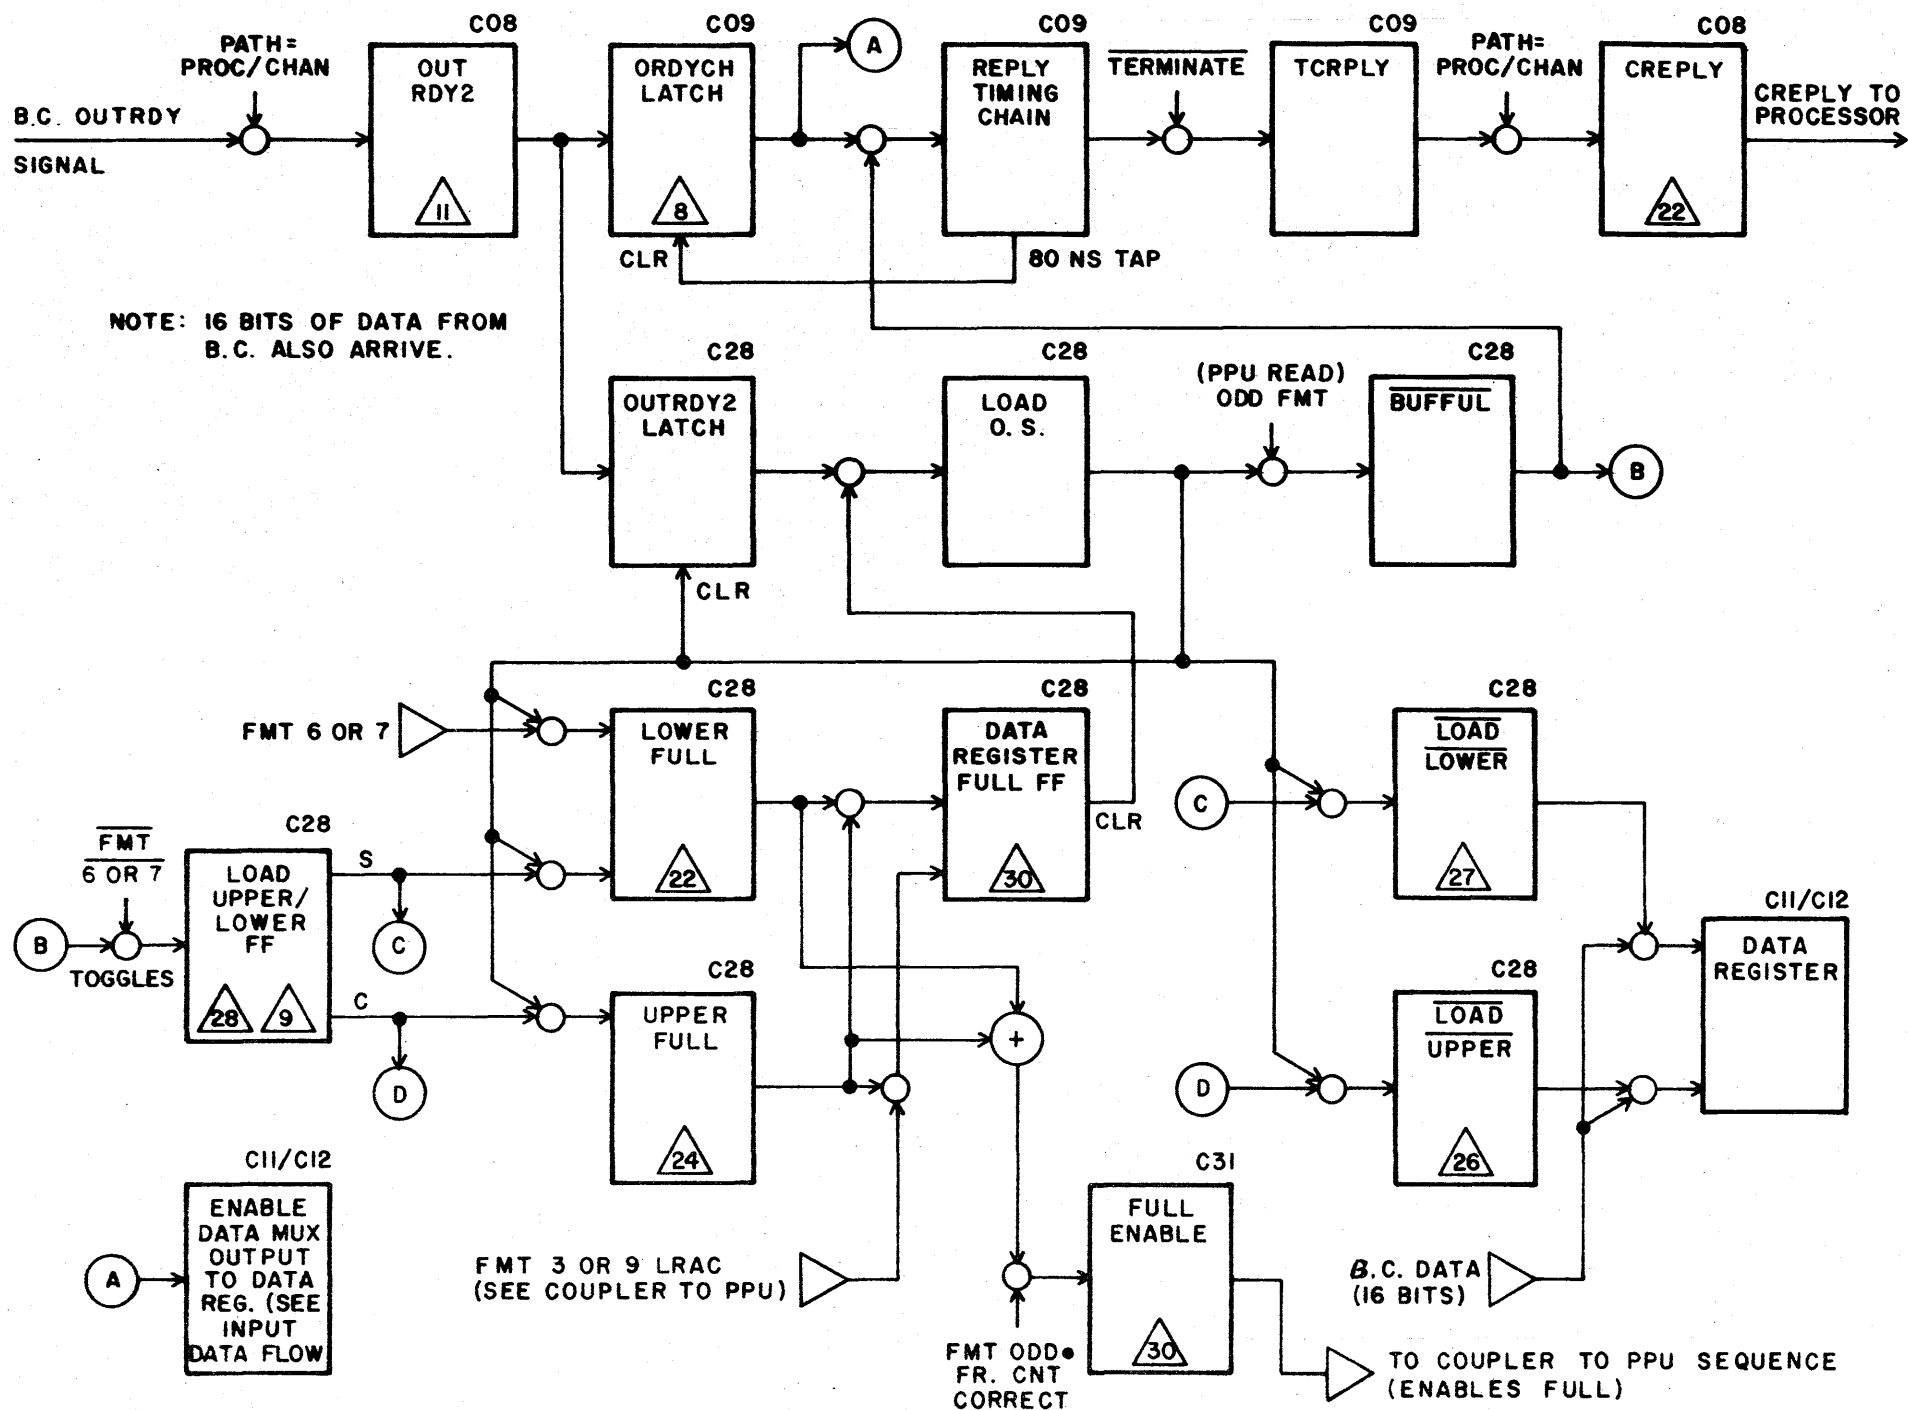 C08
C09
C09
C09
C08
PATH=
PROC/CHAN
OUT
RDY2
ORDYCH
LATCH
A
REPLY
TIMING
CHAIN
TERMINATE
TCRPLY
PATH=
PROC/CHAN
CREPLY
CREPLY TO
PROCESSOR
B.C. OUTRDY
SIGNAL
11
8
22
CLR
80 NS TAP
NOTE: 16 BITS OF DATA FROM
B.C. ALSO ARRIVE.
C28
C28
C28
OUTRDY2
LATCH
LOAD
O.S.
(PPU READ)
ODD FMT
BUFFUL
B
CLR
C28
C28
C28
FMT 6 OR 7
LOWER
FULL
DATA
REGISTER
FULL FF
LOAD
LOWER
C
CLR
22
30
27
FMT
6 OR 7
C28
LOAD
UPPER/
LOWER
FF
S
C
B
TOGGLES
C
28
9
D
C28
UPPER
FULL
24
+
C28
LOAD
UPPER
D
26
C11/C12
DATA
REGISTER
C11/C12
ENABLE
DATA MUX
OUTPUT
TO DATA
REG. (SEE
INPUT
DATA FLOW
A
FMT 3 OR 9 LRAC
(SEE COUPLER TO PPU)
C31
FULL
ENABLE
30
FMT ODD•
FR. CNT
CORRECT
B.C. DATA
(16 BITS)
TO COUPLER TO PPU SEQUENCE
(ENABLES FULL)